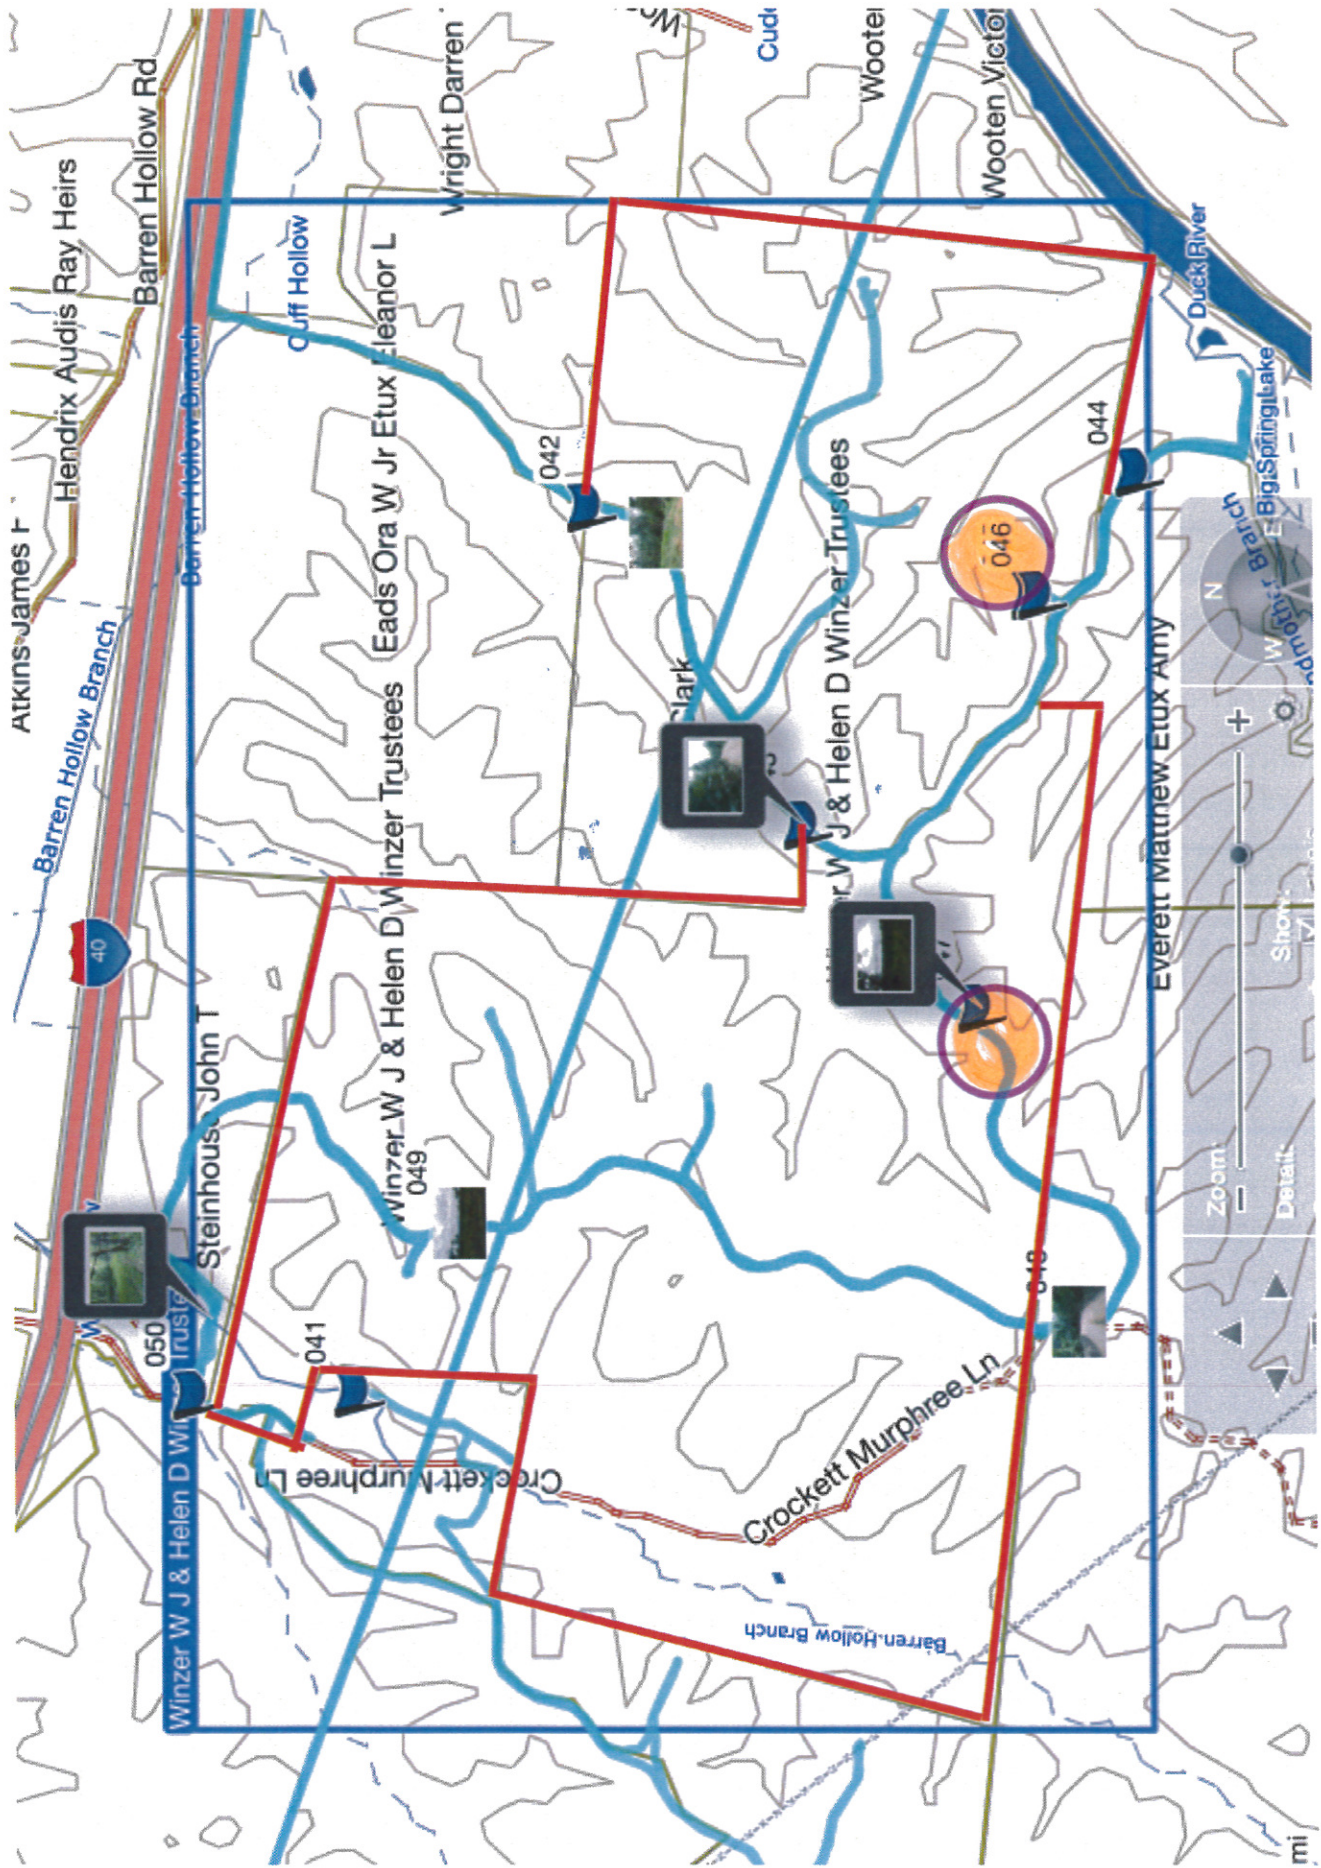 Atkins James F
Hendrix Audis Ray Heirs
Barren Hollow Rd
Wright Darren
Wooten
Wooten Victor
Barren Hollow Branch
Barren Hollow Branch
Cuff Hollow
Duck River
Big Spring Lake
Eads Ora W Jr Etux Eleanor L
042
044
046
Winzer W J & Helen D Winzer Trustees
Clark
W J & Helen D Winzer Trustees
Everett Matthew Etux Amy
40
Steinhouse John T
Winzer W J & Helen D Winzer Trustees
049
050
041
048
Crockett Murphree Ln
Crockett Murphree Ln
Barren Hollow Branch
Winzer W J & Helen D
N
W
Zoom:
Detail:
Show:
mi